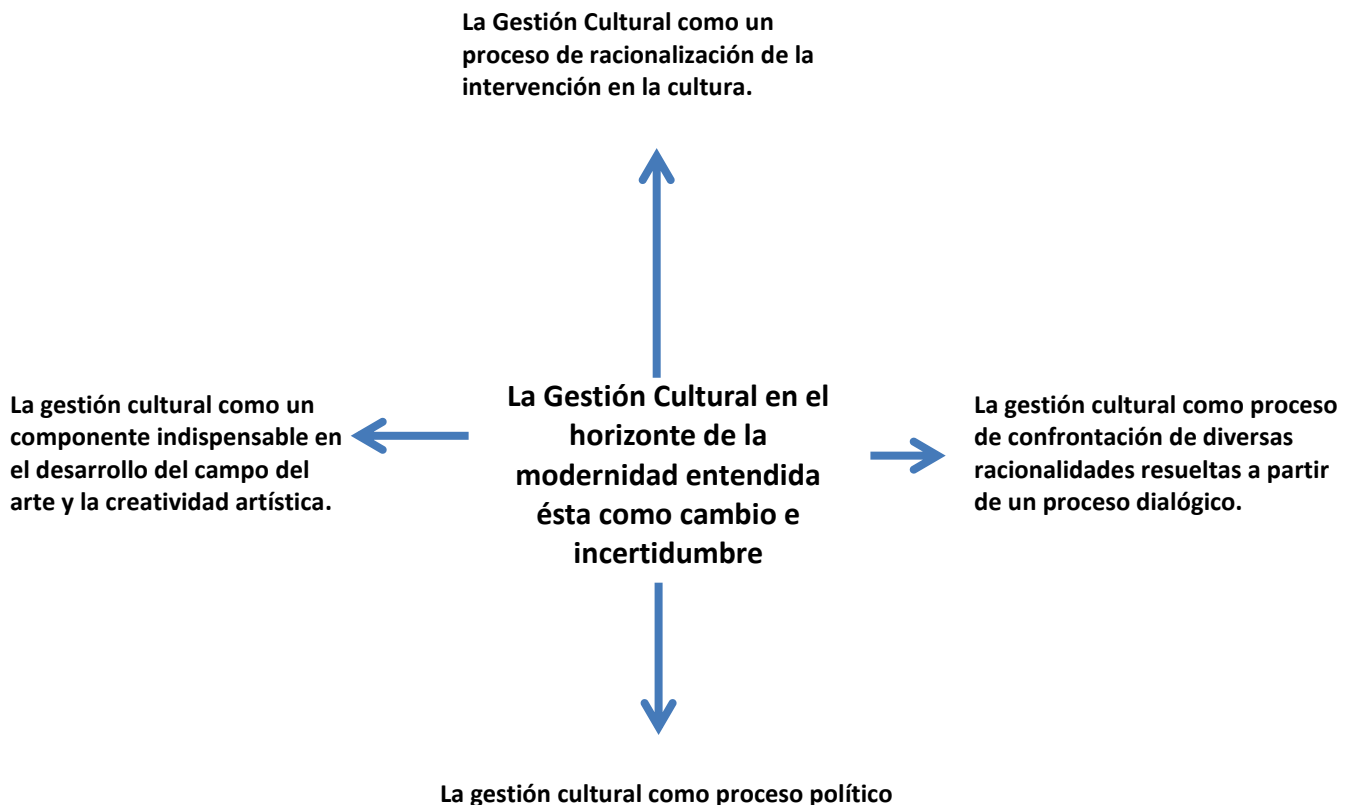 La Gestión Cultural como un
proceso de racionalización de la
intervención en la cultura.
La gestión cultural como un
componente indispensable en
el desarrollo del campo del
arte y la creatividad artística.
La Gestión Cultural en el
horizonte de la
modernidad entendida
ésta como cambio e
incertidumbre
La gestión cultural como proceso
de confrontación de diversas
racionalidades resueltas a partir
de un proceso dialógico.
La gestión cultural como proceso político